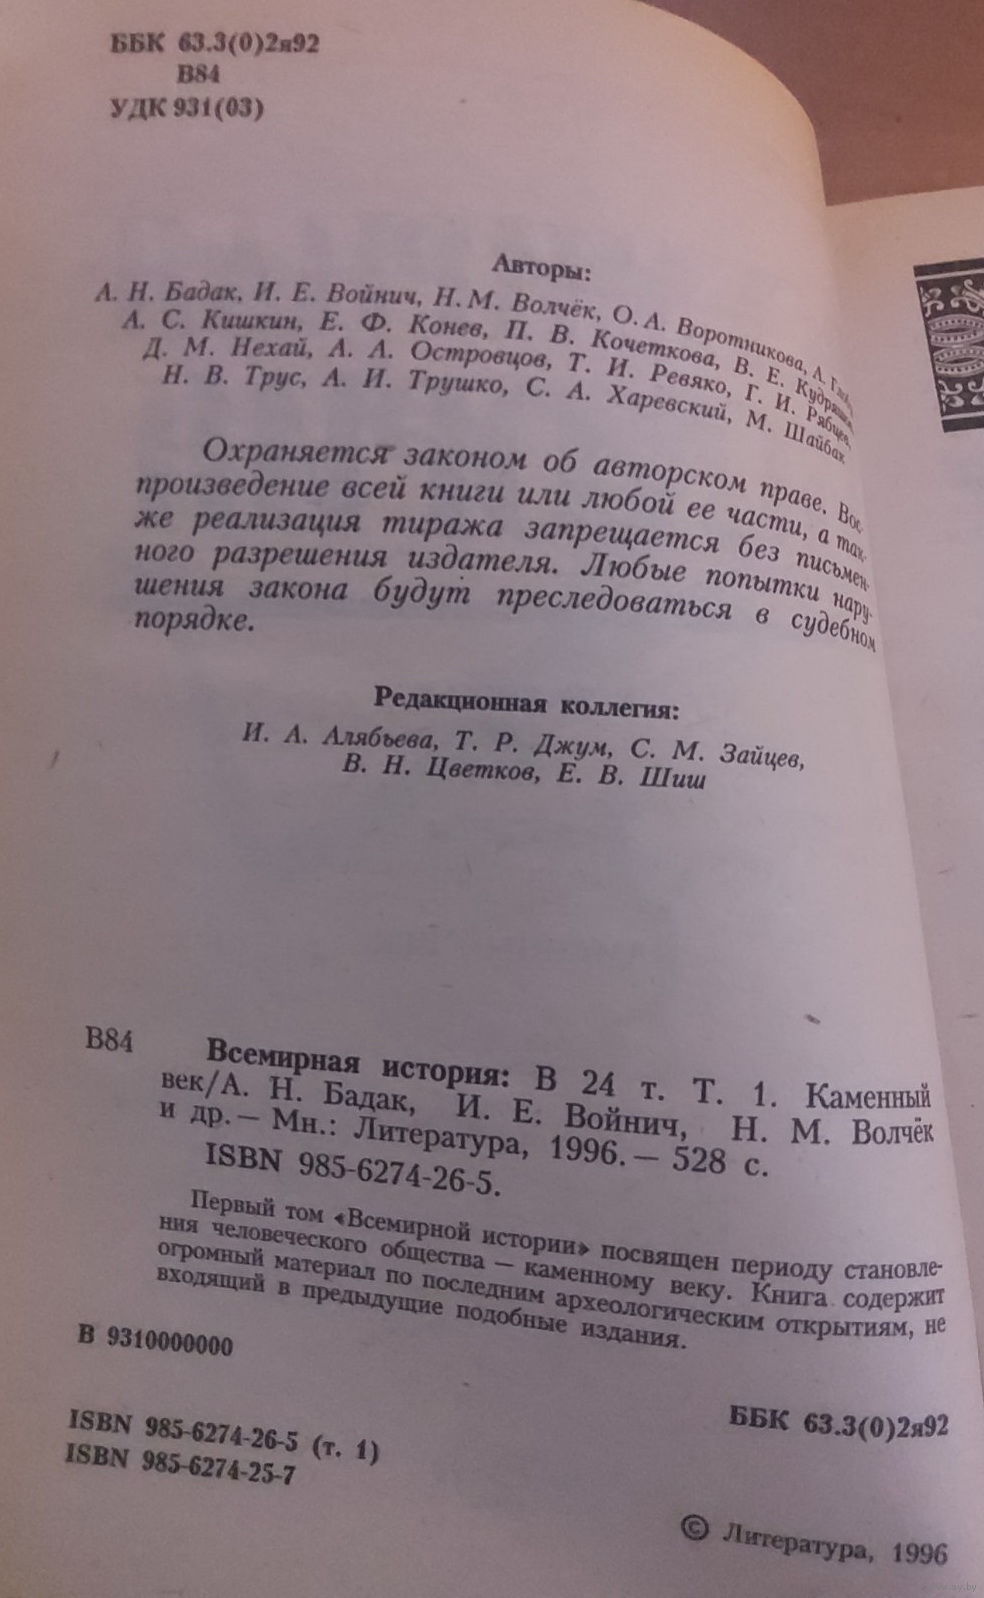 ББК 63.3(0)2я92
В84
УДК 931(03)
Авторы:
А. Н. Бадак, И. Е. Войнич, Н. М. Волчёк, О. А. Воротникова, А.
А. С. Кишкин, Е. Ф. Конев, П. В. Кочеткова, В. Е.
Д. М. Нехай, А. А. Островцов, Т. И. Ревяко, Г. И. Рябцев,
Н. В. Трус, А. И. Трушко, С. А. Харевский, М. Шайбак
Охраняется законом об авторском праве. Вос-
произведение всей книги или любой ее части, а так-
же реализация тиража запрещается без письмен-
ного разрешения издателя. Любые попытки нару-
шения закона будут преследоваться в судебном
порядке.
Редакционная коллегия:
И. А. Алябьева, Т. Р. Джум, С. М. Зайцев,
В. Н. Цветков, Е. В. Шиш
В84 Всемирная история: В 24 т. Т. 1. Каменный
век/А. Н. Бадак, И. Е. Войнич, Н. М. Волчёк
и др. — Мн.: Литература, 1996. — 528 с.
ISBN 985-6274-26-5.
Первый том «Всемирной истории» посвящен периоду становле-
ния человеческого общества — каменному веку. Книга содержит
огромный материал по последним археологическим открытиям, не
входящий в предыдущие подобные издания.
В 9310000000
ББК 63.3(0)2я92
ISBN 985-6274-26-5 (т. 1)
ISBN 985-6274-25-7
© Литература, 1996